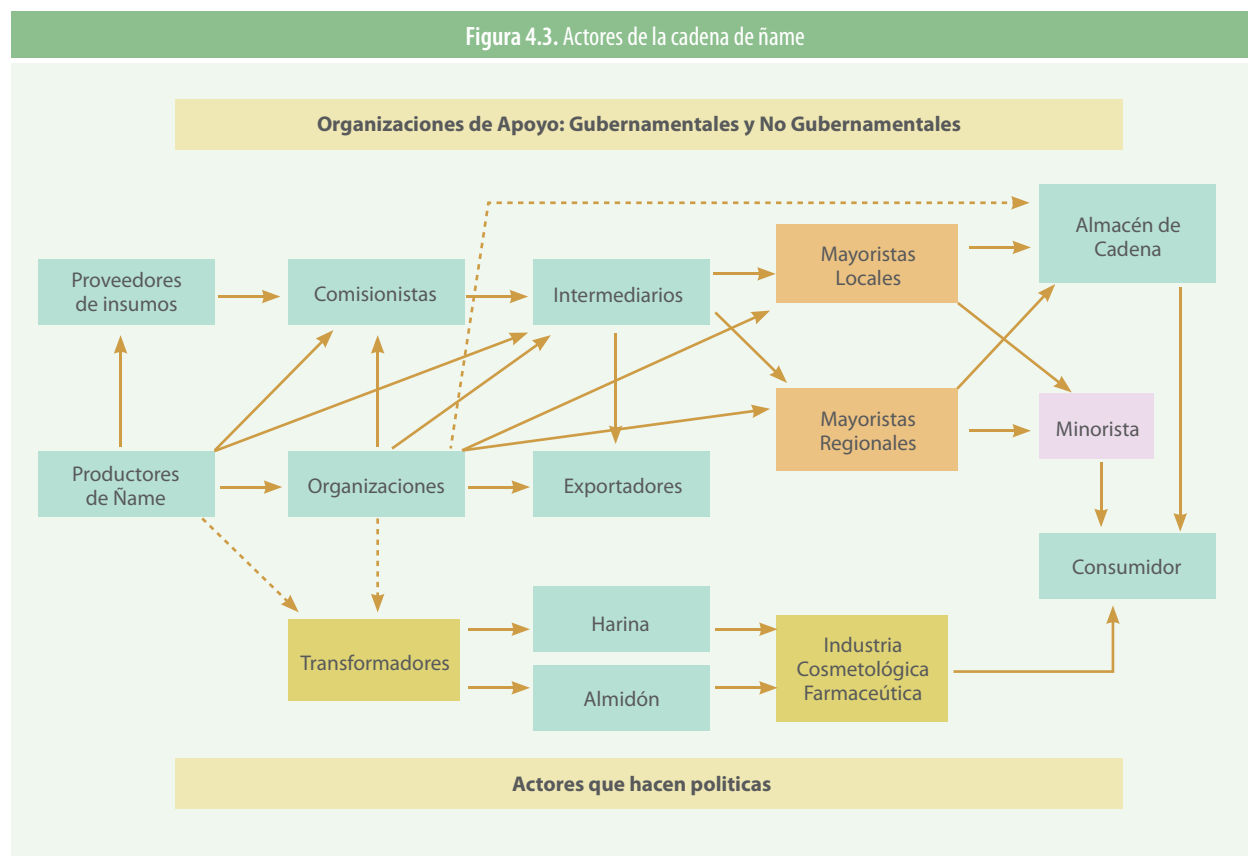 Figura 4.3. Actores de la cadena de ñame
Organizaciones de Apoyo: Gubernamentales y No Gubernamentales
Proveedores
de insumos
Comisionistas
Intermediarios
Mayoristas
Locales
Almacén de
Cadena
Productores
de Ñame
Organizaciones
Exportadores
Mayoristas
Regionales
Minorista
Consumidor
Transformadores
Harina
Almidón
Industria
Cosmetológica
Farmaceútica
Actores que hacen politicas